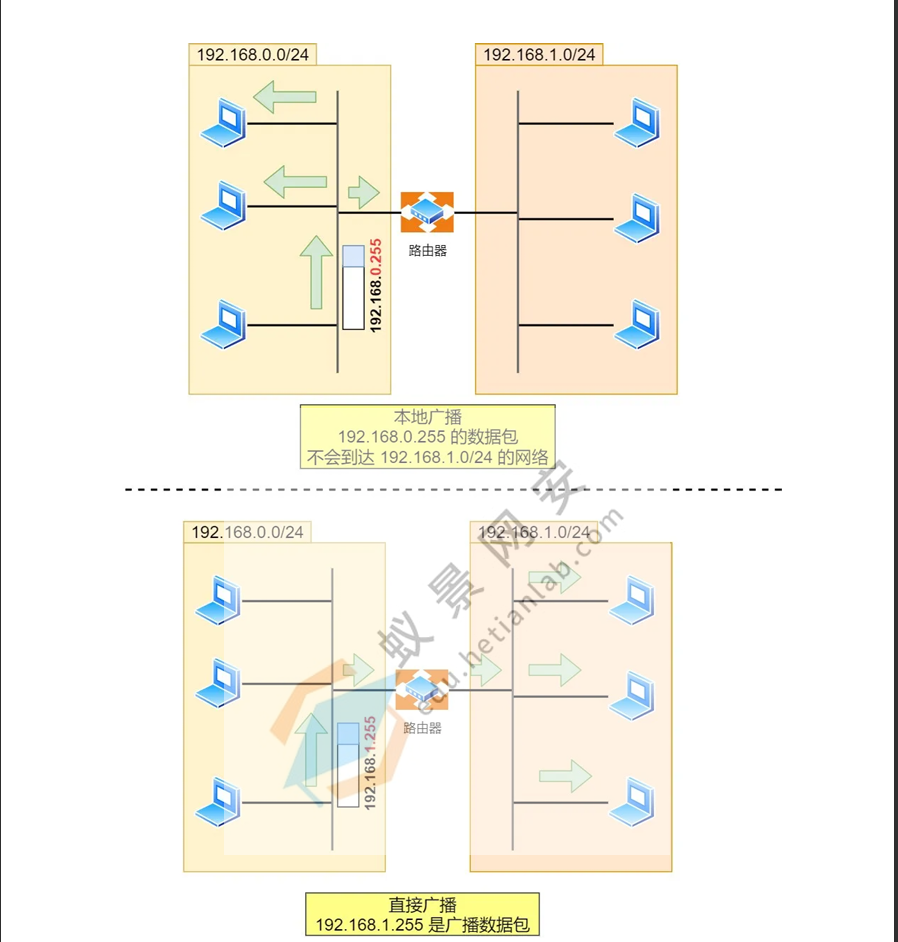 192.168.0.0/24
192.168.1.0/24
路由器
192.168.0.255
本地广播
192.168.0.255 的数据包
不会到达 192.168.1.0/24 的网络
192.168.0.0/24
192.168.1.0/24
蚁景网安
edu.hetianlab.com
路由器
192.168.1.255
直接广播
192.168.1.255 是广播数据包